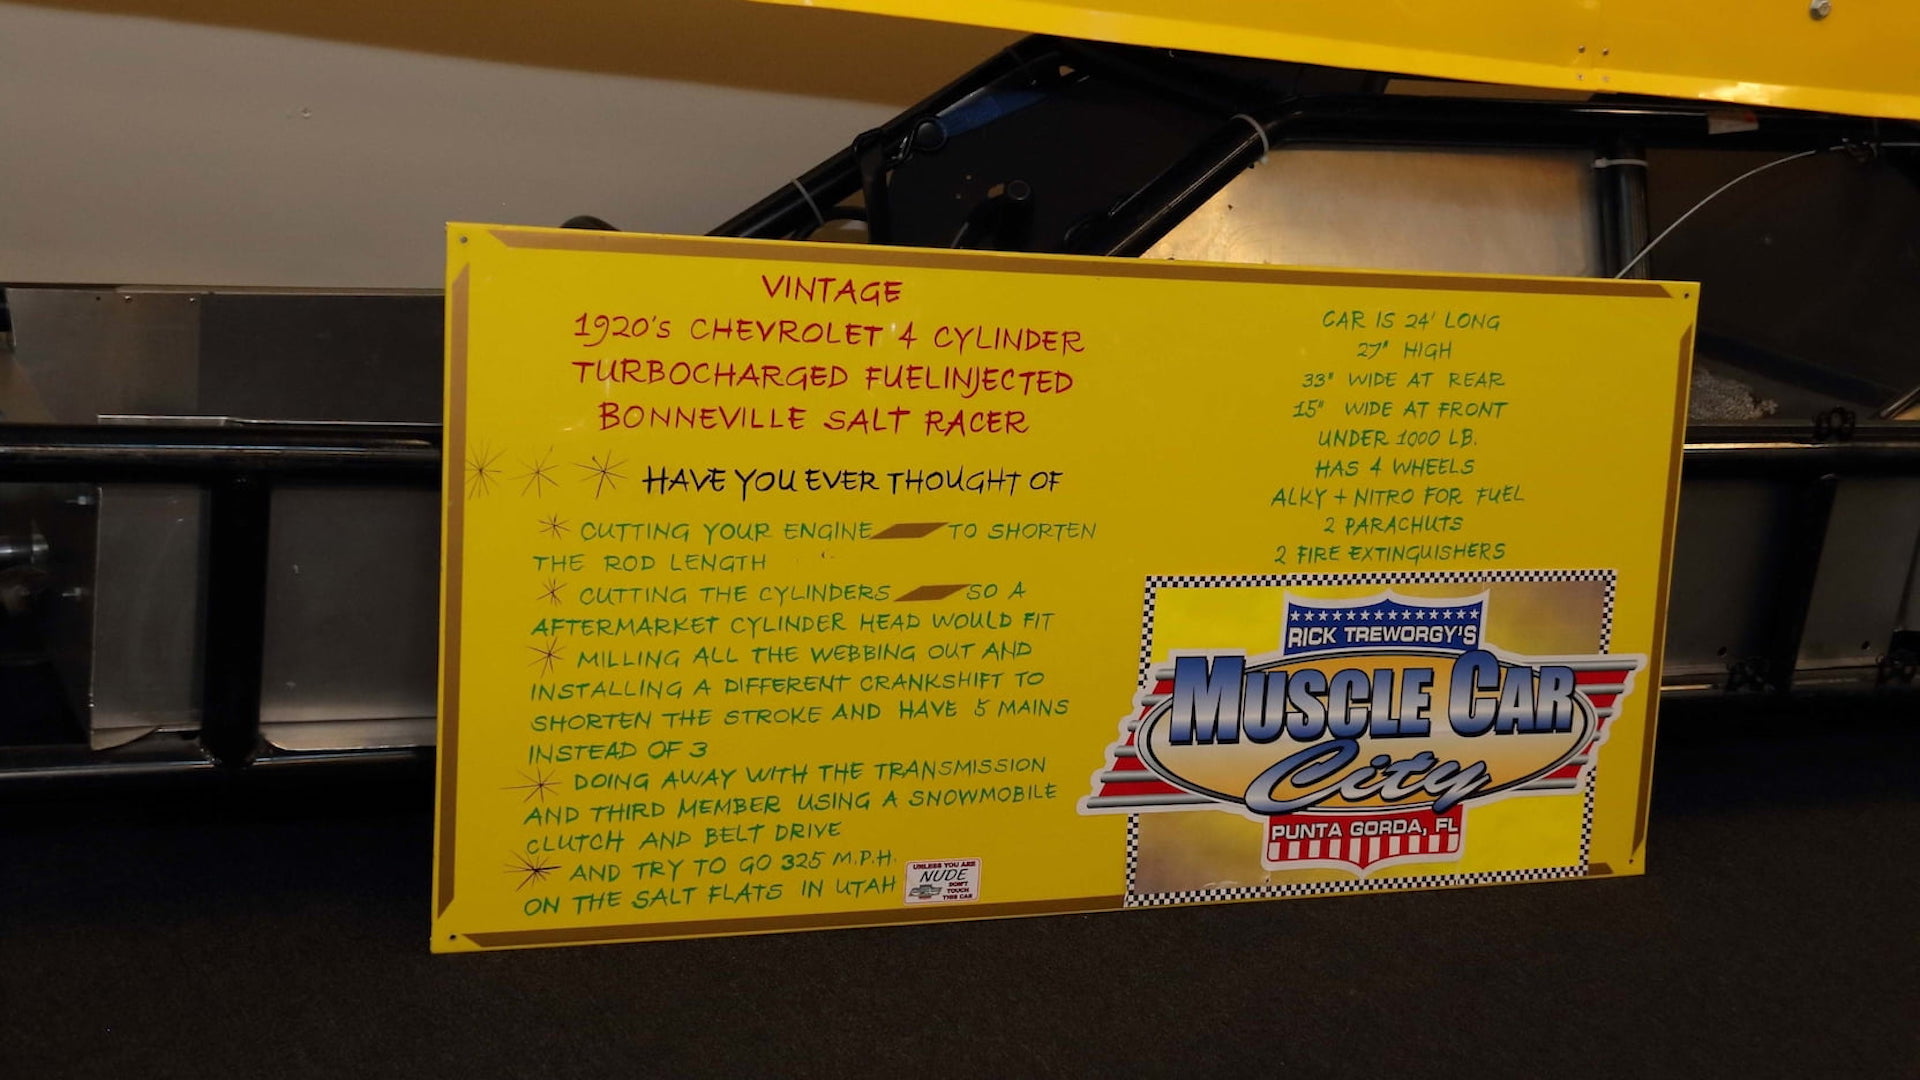 VINTAGE
1920's CHEVROLET 4 CYLINDER
TURBOCHARGED FUELINJECTED
BONNEVILLE SALT RACER
HAVE YOU EVER THOUGHT OF
CUTTING YOUR ENGINE TO SHORTEN
THE ROD LENGTH
CUTTING THE CYLINDERS SO A
AFTERMARKET CYLINDER HEAD WOULD FIT
MILLING ALL THE WEBBING OUT AND
INSTALLING A DIFFERENT CRANKSHIFT TO
SHORTEN THE STROKE AND HAVE 5 MAINS
INSTEAD OF 3
DOING AWAY WITH THE TRANSMISSION
AND THIRD MEMBER USING A SNOWMOBILE
CLUTCH AND BELT DRIVE
AND TRY TO GO 325 M.P.H.
ON THE SALT FLATS IN UTAH
UNLESS YOU ARE
NUDE
DON'T
TOUCH
THIS CAR
CAR IS 24' LONG
27" HIGH
33" WIDE AT REAR
15" WIDE AT FRONT
UNDER 1000 LB.
HAS 4 WHEELS
ALKY + NITRO FOR FUEL
2 PARACHUTS
2 FIRE EXTINGUISHERS
RICK TREWORGY'S
MUSCLE CAR
City
PUNTA GORDA, FL